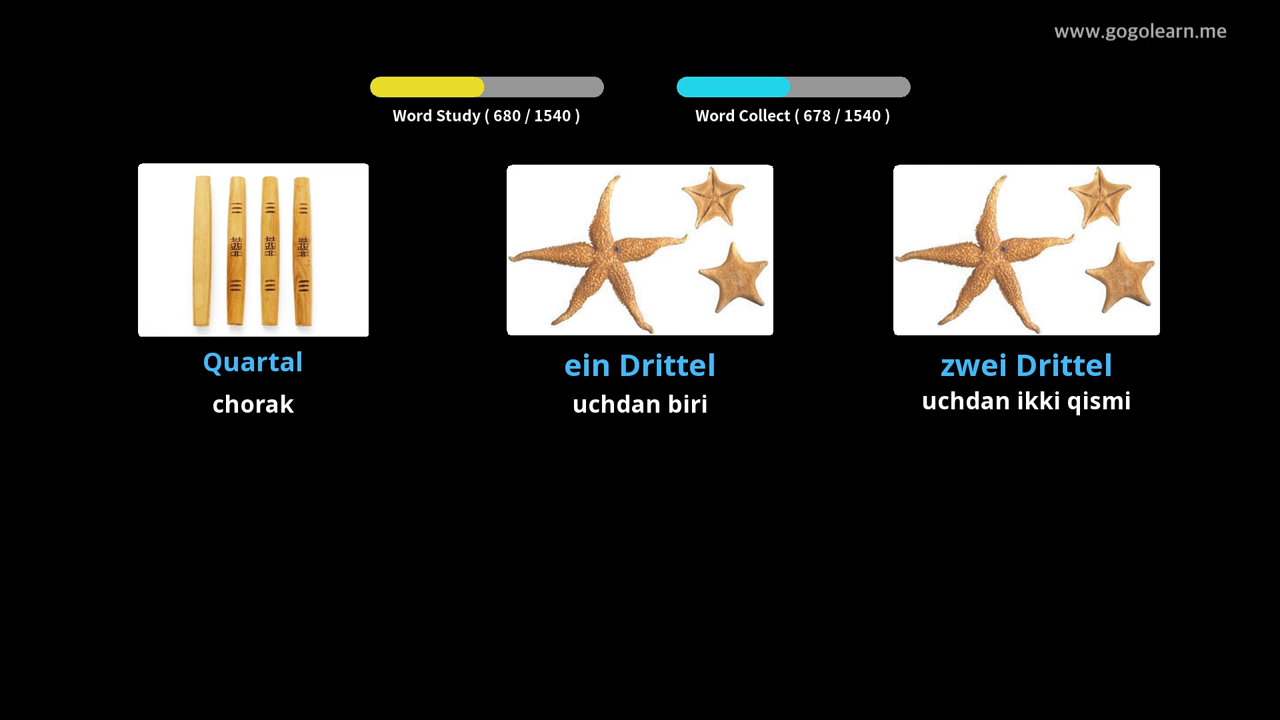 www.gogolearn.me
Word Study ( 680 / 1540 )
Word Collect ( 678 / 1540 )
Quartal
chorak
ein Drittel
uchdan biri
zwei Drittel
uchdan ikki qismi